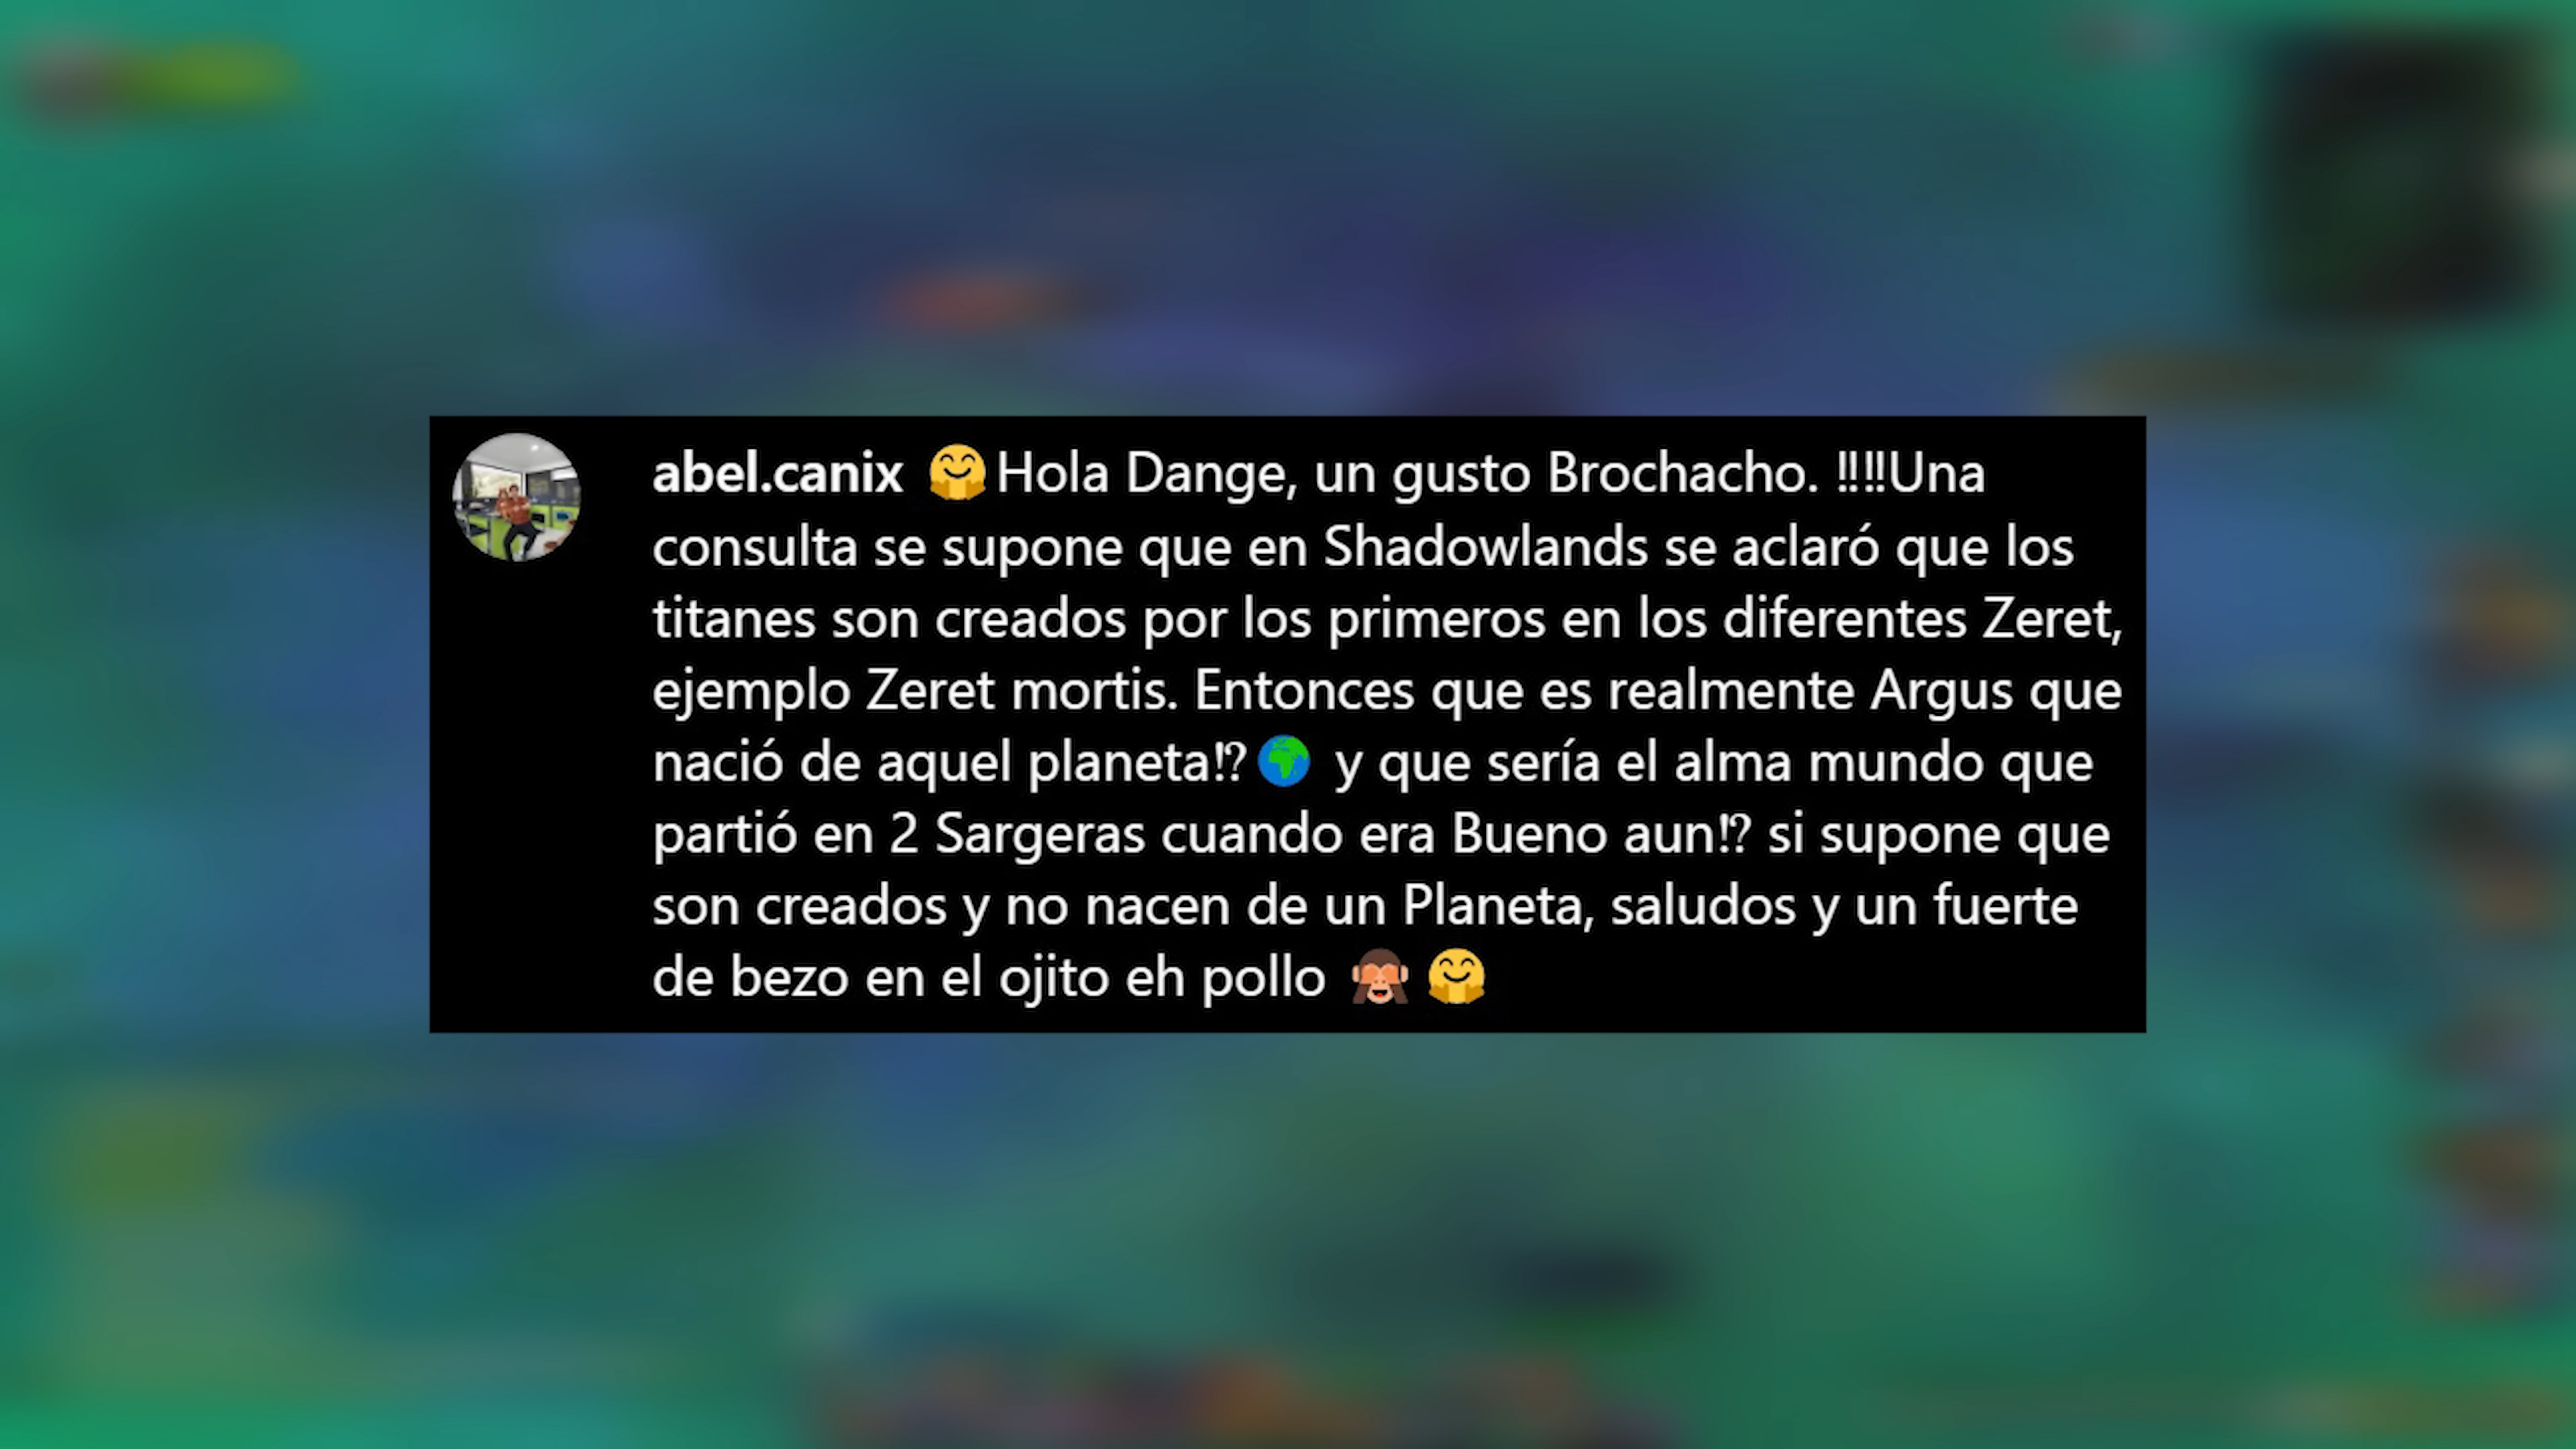 abel.canix 🤗Hola Dange, un gusto Brochacho. ‼️‼️Una
consulta se supone que en Shadowlands se aclaró que los
titanes son creados por los primeros en los diferentes Zeret,
ejemplo Zeret mortis. Entonces que es realmente Argus que
nació de aquel planeta⁉️🌍 y que sería el alma mundo que
partió en 2 Sargeras cuando era Bueno aun⁉️ si supone que
son creados y no nacen de un Planeta, saludos y un fuerte
de bezo en el ojito eh pollo 🙈 🤗